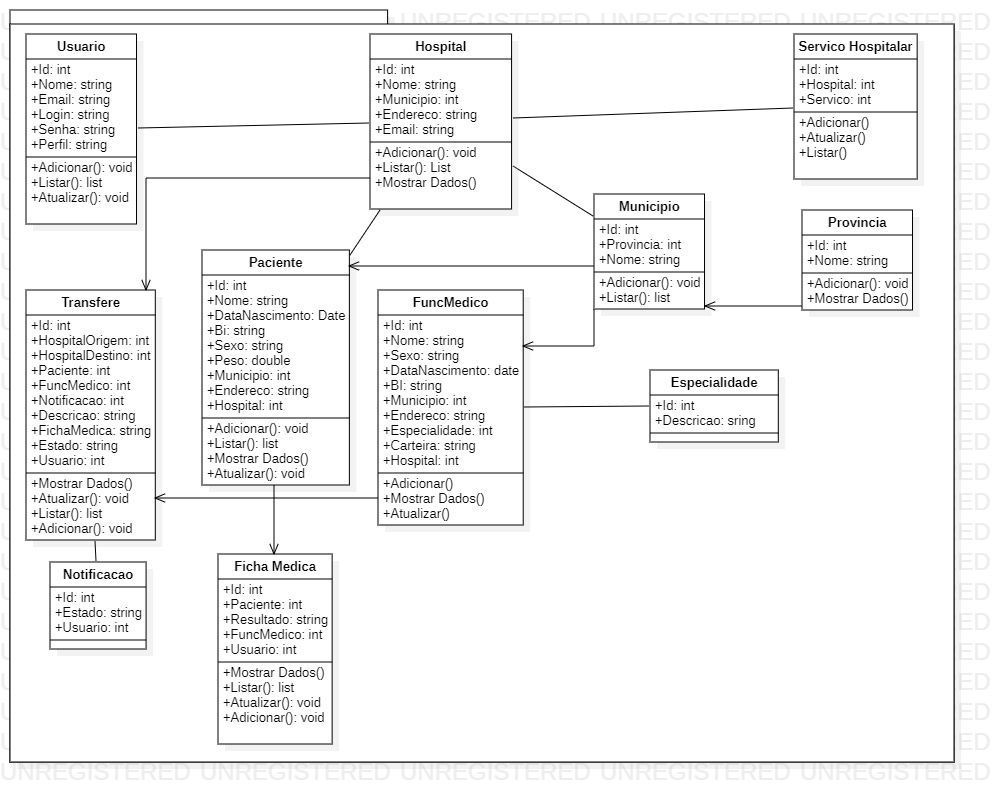 UNREGISTERED UNREGISTERED UNREGISTERED UNREGISTERED UNREGISTERED
Usuario
+Id: int
+Nome: string
+Email: string
+Login: string
+Senha: string
+Perfil: string
+Adicionar(): void
+Listar(): list
+Atualizar(): void
Hospital
+Id: int
+Nome: string
+Municipio: int
+Endereco: string
+Email: string
+Adicionar(): void
+Listar(): List
+Mostrar Dados()
Servico Hospitalar
+Id: int
+Hospital: int
+Servico: int
+Adicionar()
+Atualizar()
+Listar()
Municipio
+Id: int
+Provincia: int
+Nome: string
+Adicionar(): void
+Listar(): list
Provincia
+Id: int
+Nome: string
+Adicionar(): void
+Mostrar Dados()
Paciente
+Id: int
+Nome: string
+DataNascimento: Date
+Bi: string
+Sexo: string
+Peso: double
+Municipio: int
+Endereco: string
+Hospital: int
+Adicionar(): void
+Listar(): list
+Mostrar Dados()
+Atualizar(): void
Transfere
+Id: int
+HospitalOrigem: int
+HospitalDestino: int
+Paciente: int
+FuncMedico: int
+Notificacao: int
+Descricao: string
+FichaMedica: string
+Estado: string
+Usuario: int
+Mostrar Dados()
+Atualizar(): void
+Listar(): list
+Adicionar(): void
FuncMedico
+Id: int
+Nome: string
+Sexo: string
+DataNascimento: date
+BI: string
+Municipio: int
+Endereco: string
+Especialidade: int
+Carteira: string
+Hospital: int
+Adicionar()
+Mostrar Dados()
+Atualizar()
Especialidade
+Id: int
+Descricao: sring
Notificacao
+Id: int
+Estado: string
+Usuario: int
Ficha Medica
+Id: int
+Paciente: int
+Resultado: string
+FuncMedico: int
+Usuario: int
+Mostrar Dados()
+Listar(): list
+Atualizar(): void
+Adicionar(): void
UNREGISTERED UNREGISTERED UNREGISTERED UNREGISTERED UNREGISTERED